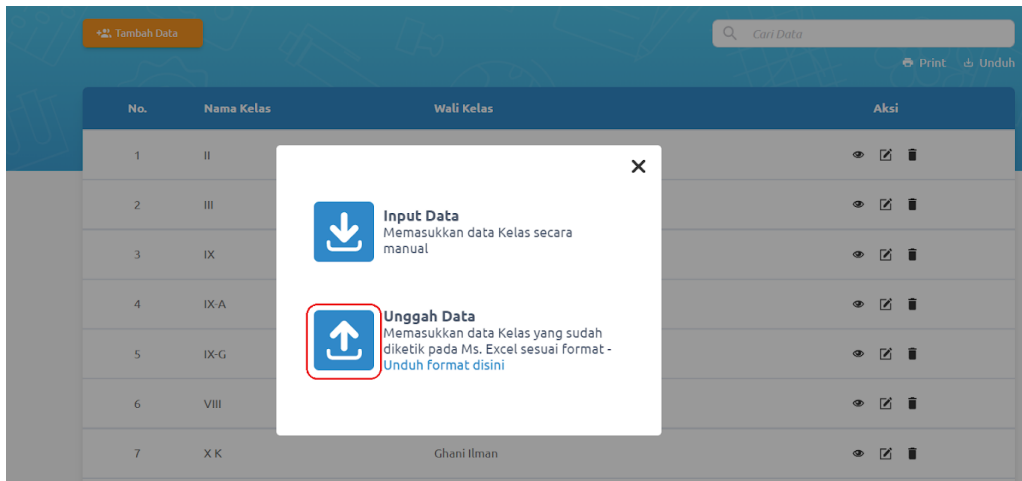 Tambah Data
Cari Data
Print Unduh
No. Nama Kelas Wali Kelas Aksi
1 II
2 III
3 IX
4 IX-A
5 IX-G
6 VIII
7 X K Ghani Ilman
Input Data
Memasukkan data Kelas secara
manual
Unggah Data
Memasukkan data Kelas yang sudah
diketik pada Ms. Excel sesuai format -
Unduh format disini